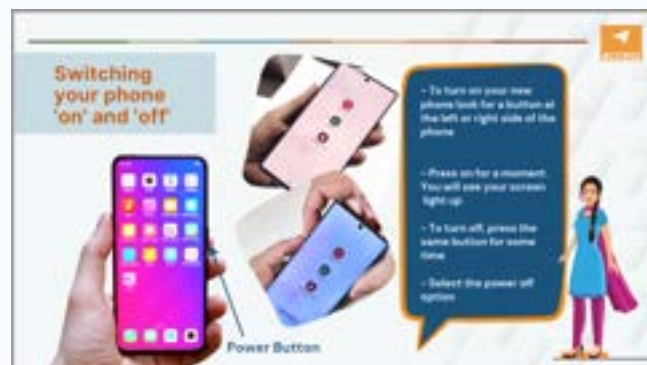 Switching
your phone
'on' and 'off'
Power Button
- To turn on your new
phone look for a button at
the left or right side of the
phone
- Press on for a moment.
You will see your screen
light up
- To turn off, press the
same button for some
time
- Select the power off
option